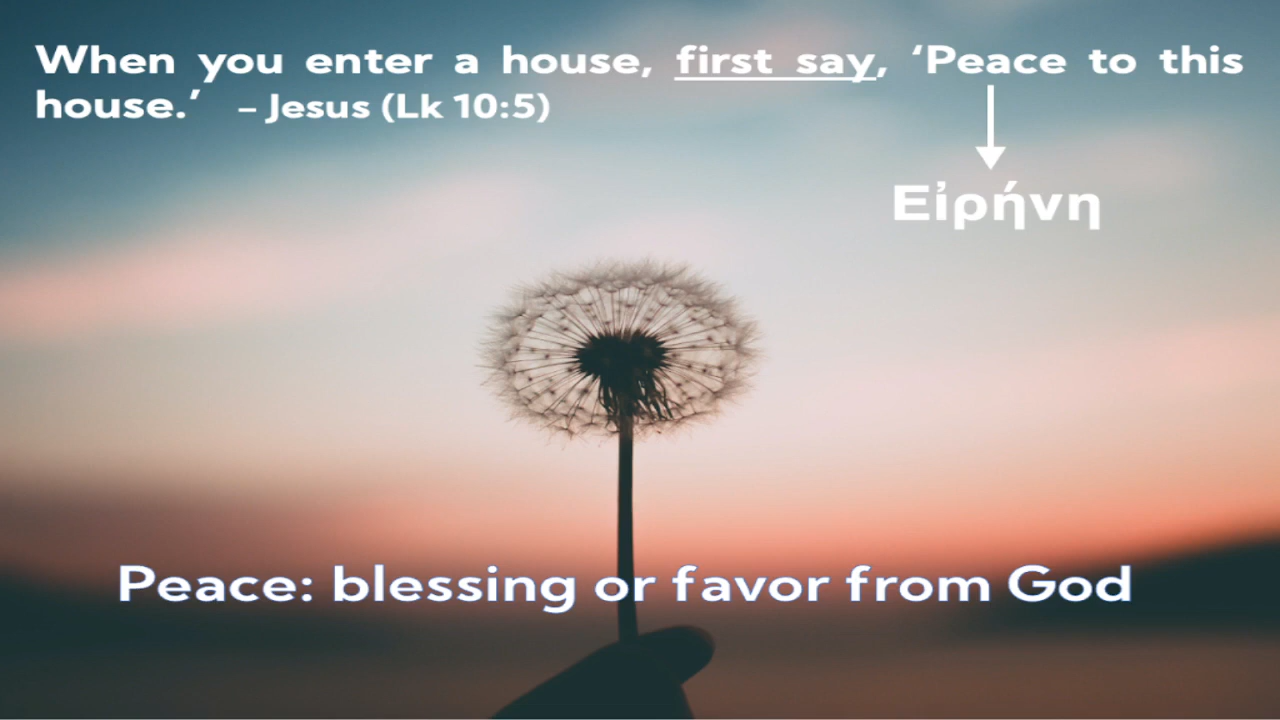 When you enter a house, first say, ‘Peace to this
house.’ – Jesus (Lk 10:5)
Εἰρήνη
Peace: blessing or favor from God